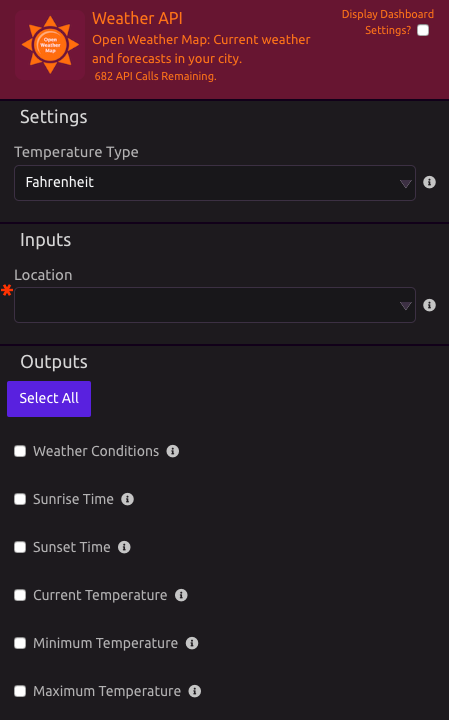 Open
Weather
Map
Weather API
Open Weather Map: Current weather
and forecasts in your city.
682 API Calls Remaining.
Display Dashboard
Settings?
Settings
Temperature Type
Fahrenheit
Inputs
Location
*
Outputs
Select All
Weather Conditions
Sunrise Time
Sunset Time
Current Temperature
Minimum Temperature
Maximum Temperature